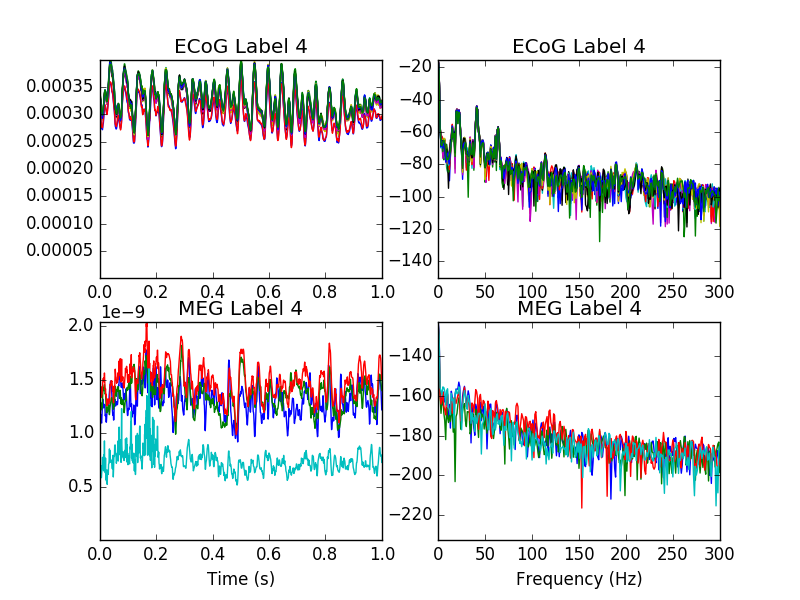 ECoG Label 4
0.00035
0.00030
0.00025
0.00020
0.00015
0.00010
0.00005
0.0 0.2 0.4 0.6 0.8 1.0
ECoG Label 4
−15
−40
−60
−80
−100
−120
−140
0 50 100 150 200 250 300
MEG Label 4
1e−9
2.0
1.5
1.0
0.5
0.0 0.2 0.4 0.6 0.8 1.0
Time (s)
MEG Label 4
−140
−160
−180
−200
−220
0 50 100 150 200 250 300
Frequency (Hz)